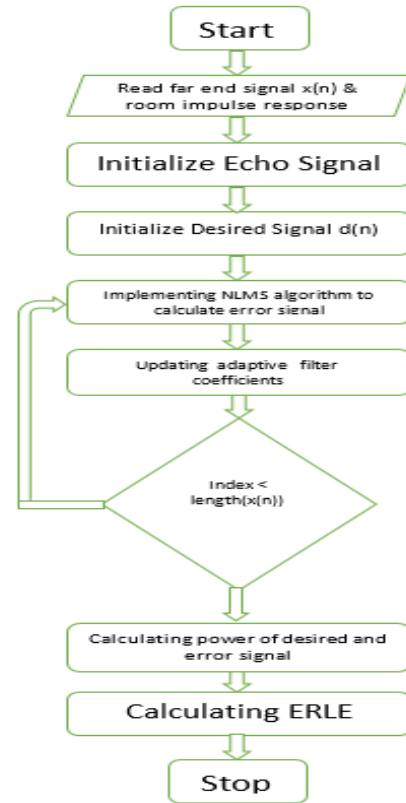 Start
Read far end signal x(n) &
room impulse response
Initialize Echo Signal
Initialize Desired Signal d(n)
Implementing NLMS algorithm to
calculate error signal
Updating adaptive filter
coefficients
Index <
length(x(n))
Calculating power of desired and
error signal
Calculating ERLE
Stop